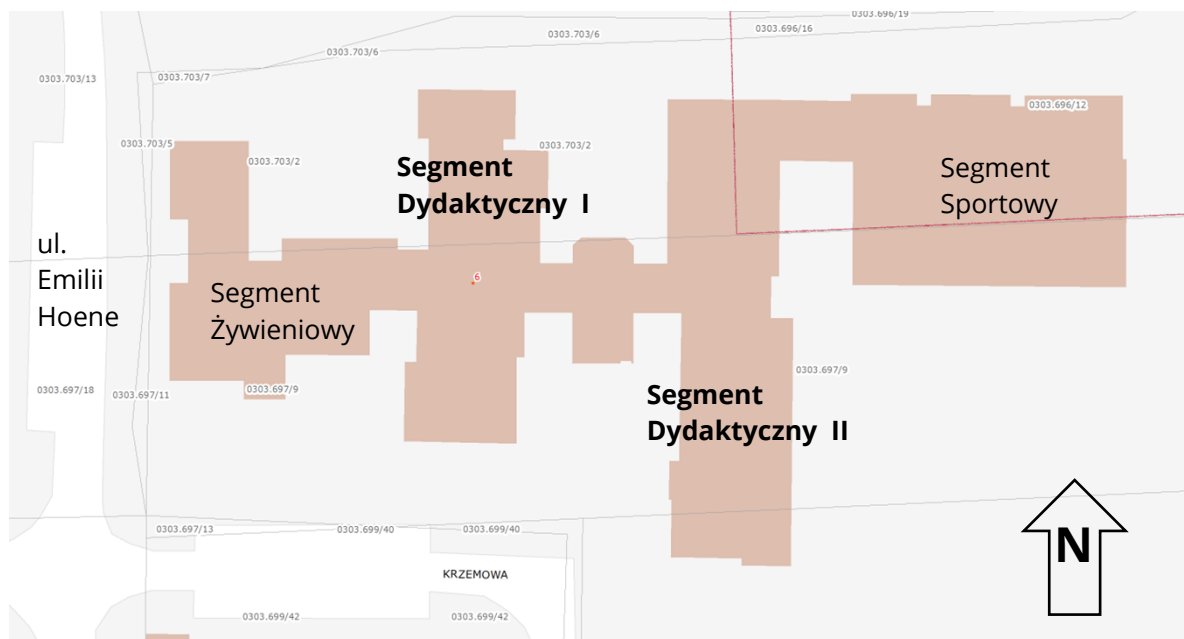 0303.696/19
0303.696/16
0303.703/6
0303.703/6
0303.703/13
0303.703/7
0303.696/12
0303.703/5
0303.703/2
0303.703/2
Segment
Dydaktyczny I
Segment
Sportowy
ul.
Emilii
Hoene
6
Segment
Żywieniowy
0303.697/18
0303.697/11
0303.697/9
0303.697/9
Segment
Dydaktyczny II
0303.697/13
0303.699/40
0303.699/40
N
KRZEMOWA
0303.699/42
0303.699/42